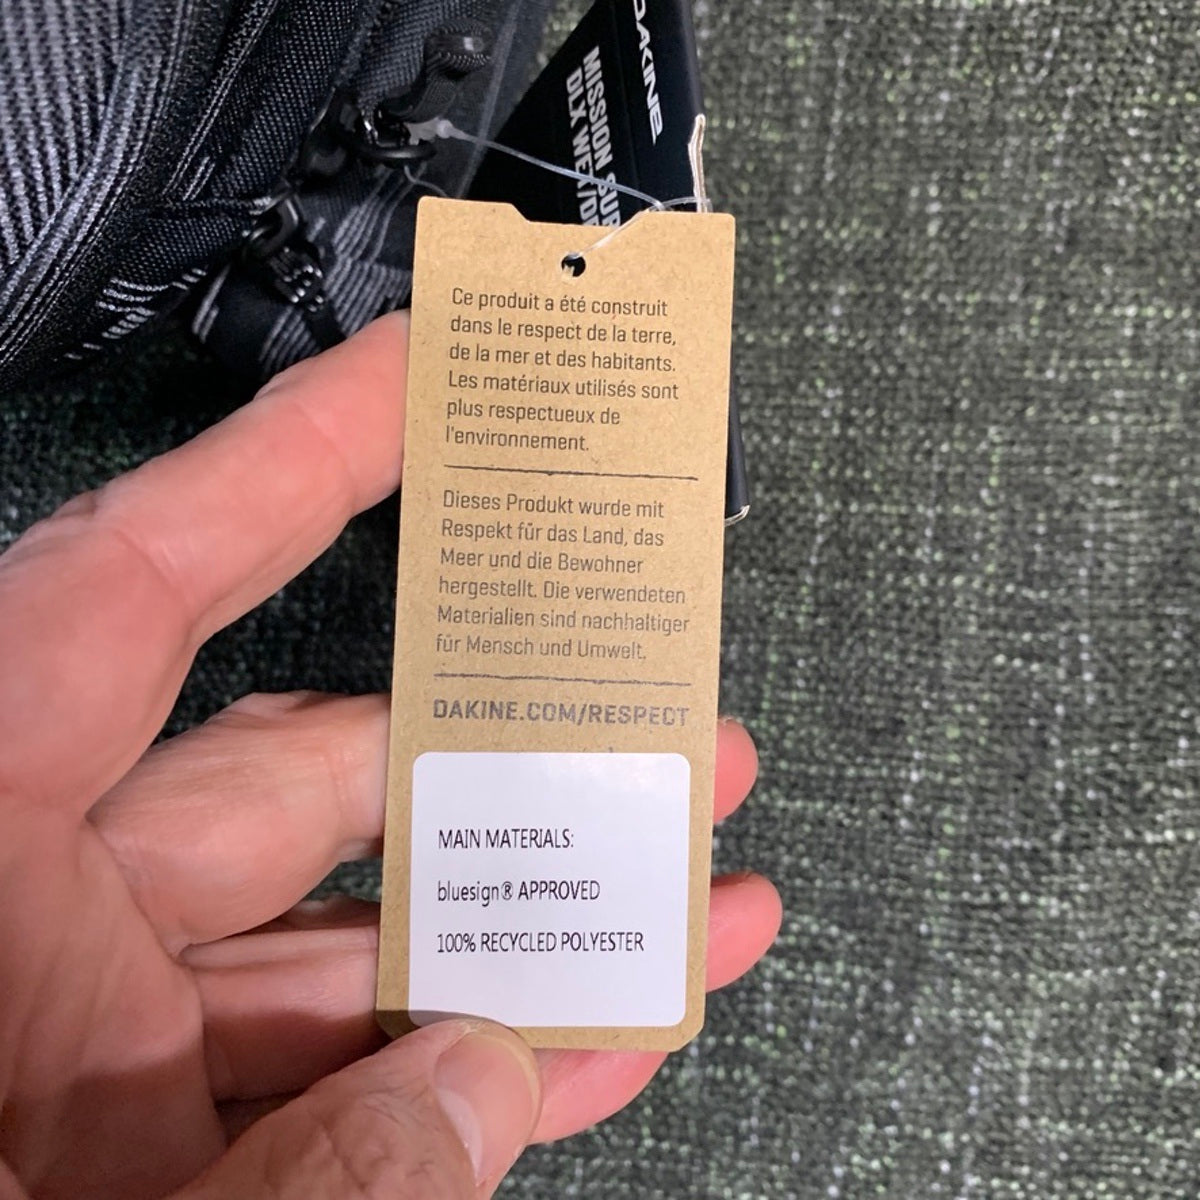 DAKINE
MISSION SUR
DLX WET/D
Ce produit a été construit
dans le respect de la terre,
de la mer et des habitants.
Les matériaux utilisés sont
plus respectueux de
l'environnement.
Dieses Produkt wurde mit
Respekt für das Land, das
Meer und die Bewohner
hergestellt. Die verwendeten
Materialien sind nachhaltiger
für Mensch und Umwelt.
DAKINE.COM/RESPECT
MAIN MATERIALS:
bluesign® APPROVED
100% RECYCLED POLYESTER